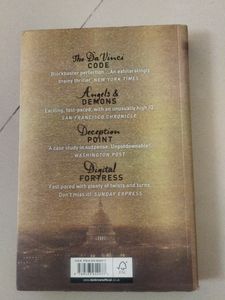 The Da Vinci
CODE
'Blockbuster perfection... An exhilaratingly
brainy thriller' NEW YORK TIMES
Angels &
DEMONS
'Exciting, fast-paced, with an unusually high IQ'
SAN FRANCISCO CHRONICLE
Deception
POINT
'A case study in suspense. Unputdownable'
WASHINGTON POST
Digital
FORTRESS
'Fast paced with plenty of twists and turns.
Don't miss it' SUNDAY EXPRESS
FSC